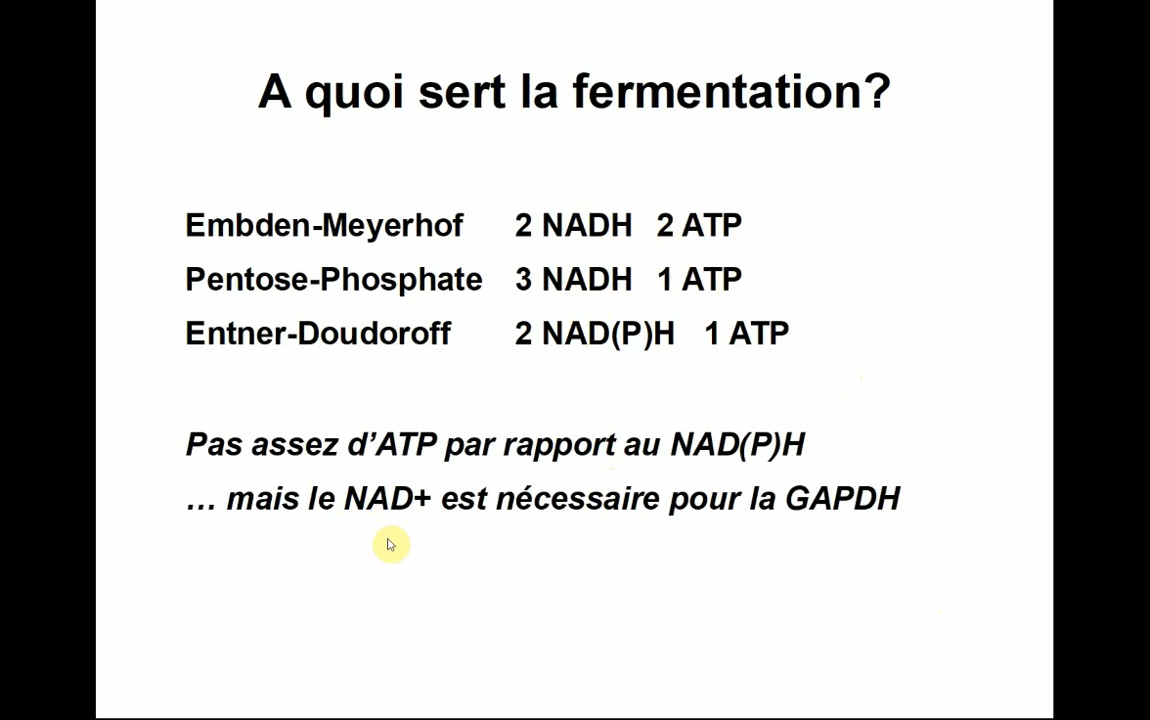 A quoi sert la fermentation?
Embden-Meyerhof 2 NADH 2 ATP
Pentose-Phosphate 3 NADH 1 ATP
Entner-Doudoroff 2 NAD(P)H 1 ATP
Pas assez d’ATP par rapport au NAD(P)H
… mais le NAD+ est nécessaire pour la GAPDH